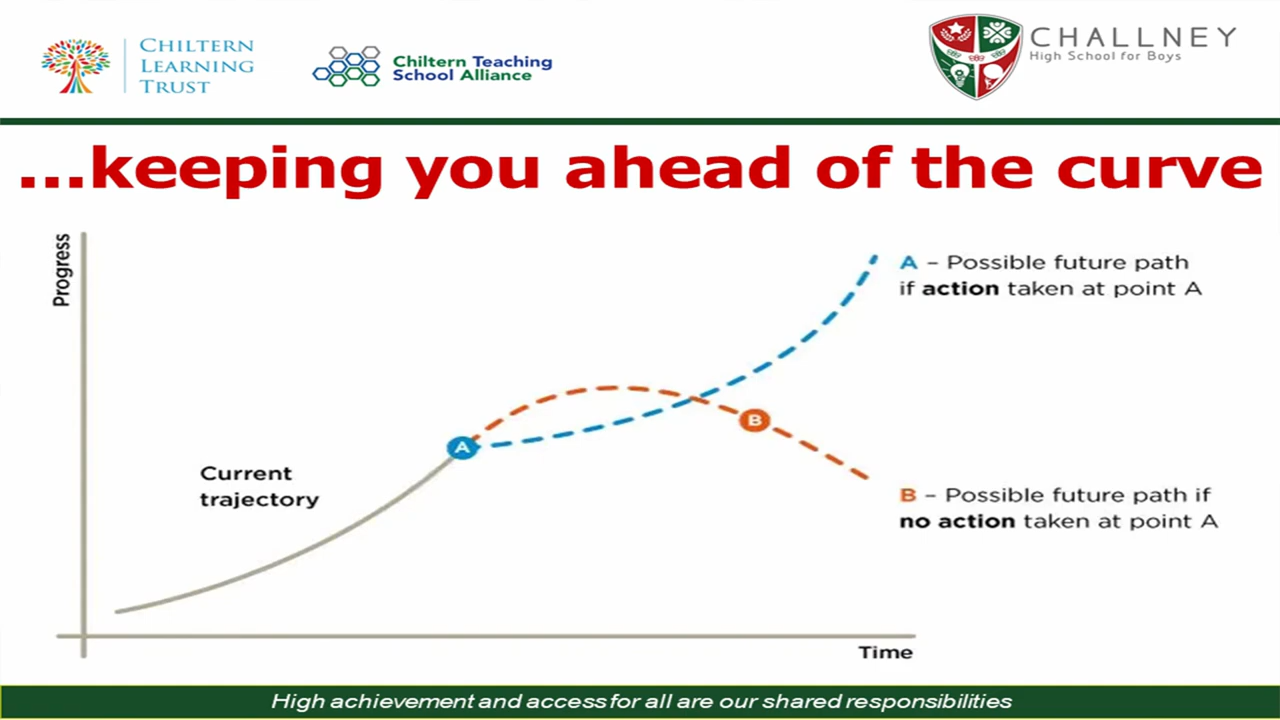 CHILTERN
LEARNING
TRUST
Chiltern Teaching
School Alliance
CHALLNEY
High School for Boys
...keeping you ahead of the curve
Progress
A – Possible future path
if action taken at point A
A
B
Current
trajectory
B – Possible future path if
no action taken at point A
Time
High achievement and access for all are our shared responsibilities